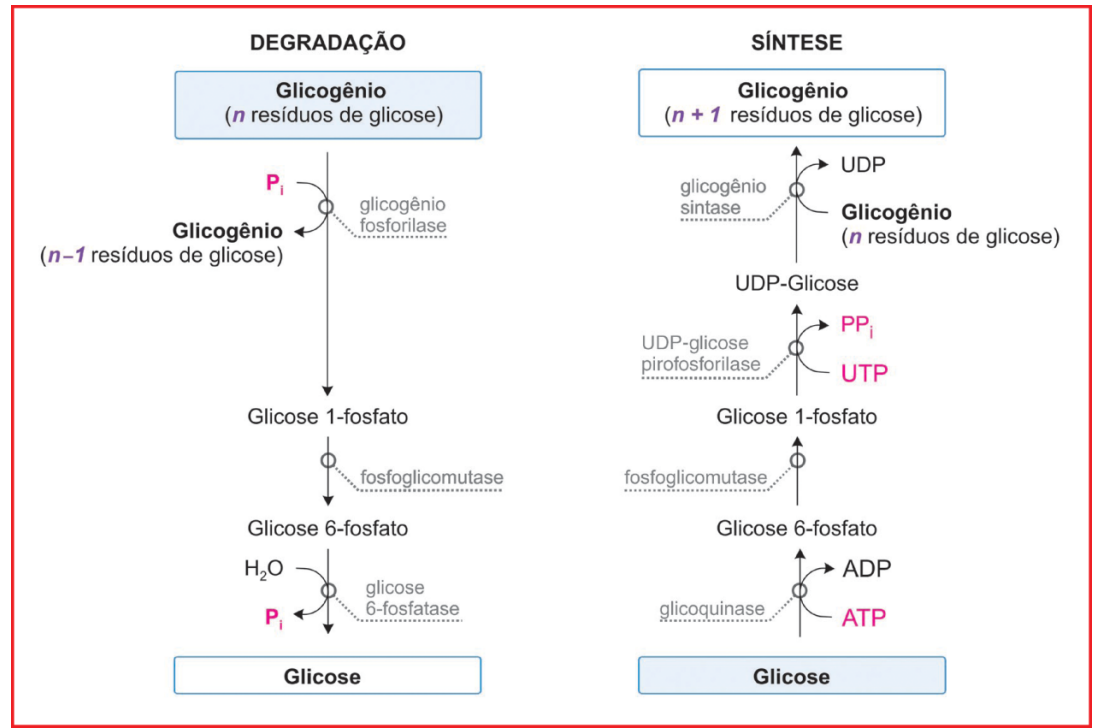 DEGRADAÇÃO
Glicogênio
(n resíduos de glicose)
Pi
glicogênio
fosforilase
Glicogênio
(n–1 resíduos de glicose)
Glicose 1-fosfato
fosfoglicomutase
Glicose 6-fosfato
H2O
glicose
6-fosfatase
Pi
Glicose
SÍNTESE
Glicogênio
(n + 1 resíduos de glicose)
UDP
glicogênio
sintase
Glicogênio
(n resíduos de glicose)
UDP-Glicose
PPi
UDP-glicose
pirofosforilase
UTP
Glicose 1-fosfato
fosfoglicomutase
Glicose 6-fosfato
ADP
glicoquinase
ATP
Glicose